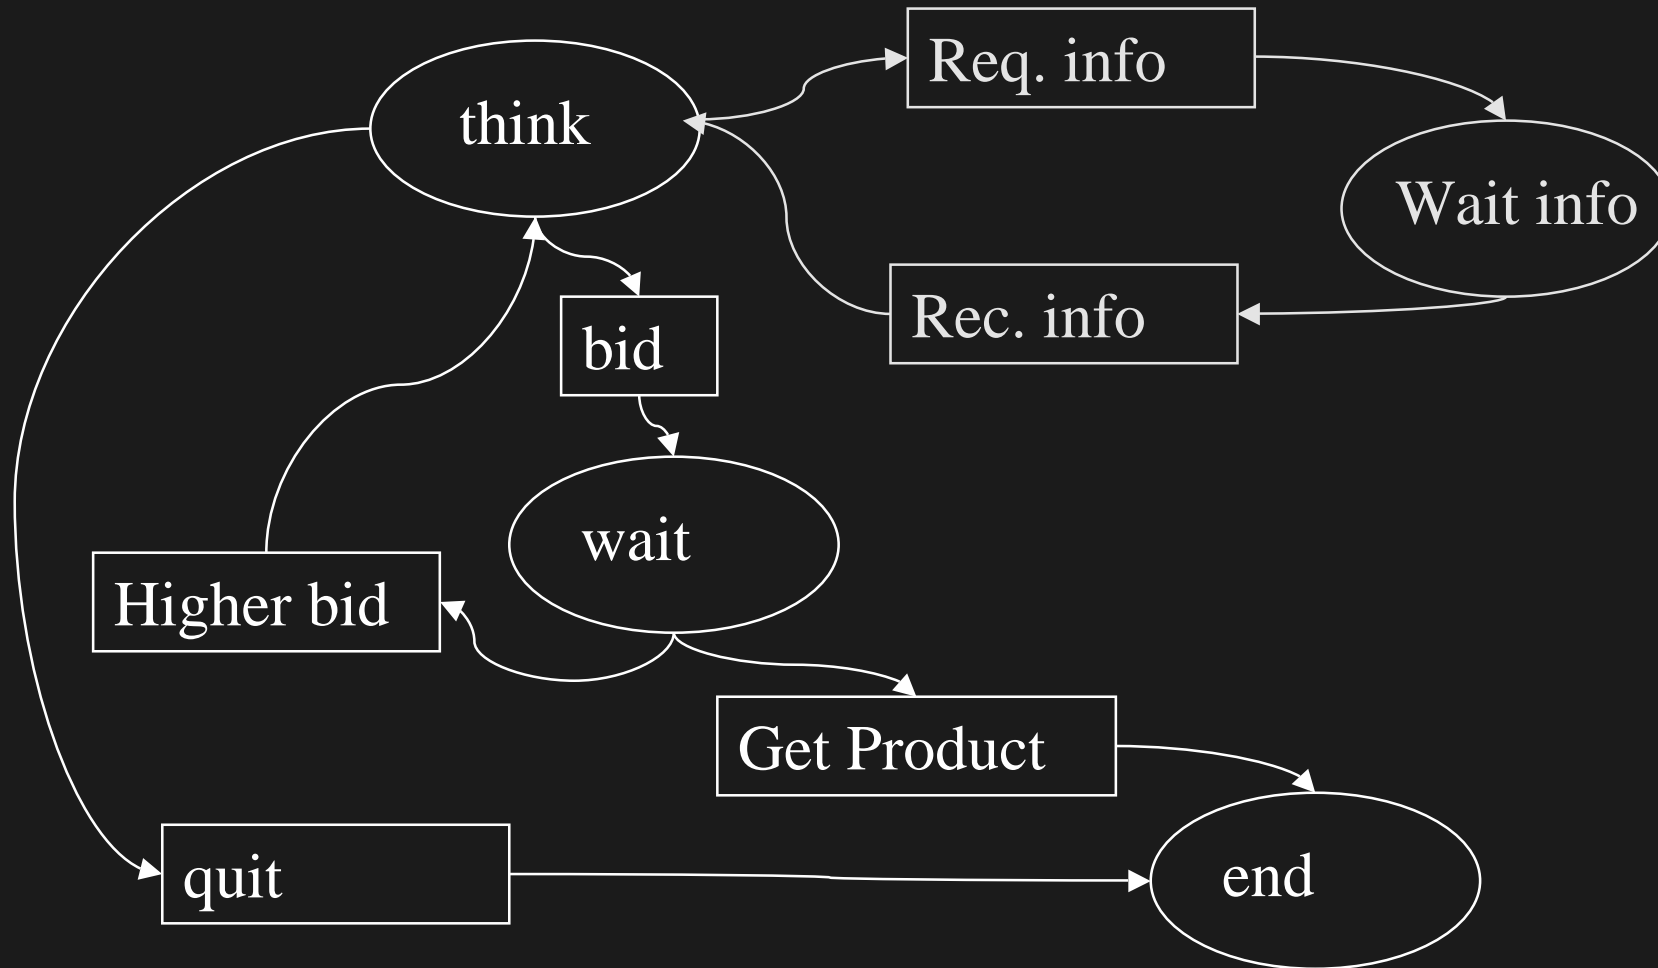 Req. info
think
Wait info
Rec. info
bid
wait
Higher bid
Get Product
quit
end